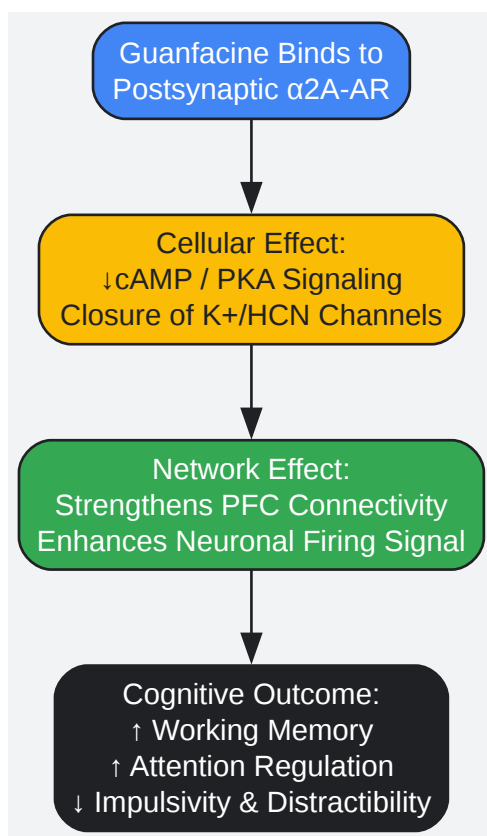 Guanfacine Binds to
Postsynaptic α2A-AR
Cellular Effect:
↓cAMP / PKA Signaling
Closure of K+/HCN Channels
Network Effect:
Strengthens PFC Connectivity
Enhances Neuronal Firing Signal
Cognitive Outcome:
↑ Working Memory
↑ Attention Regulation
↓ Impulsivity & Distractibility